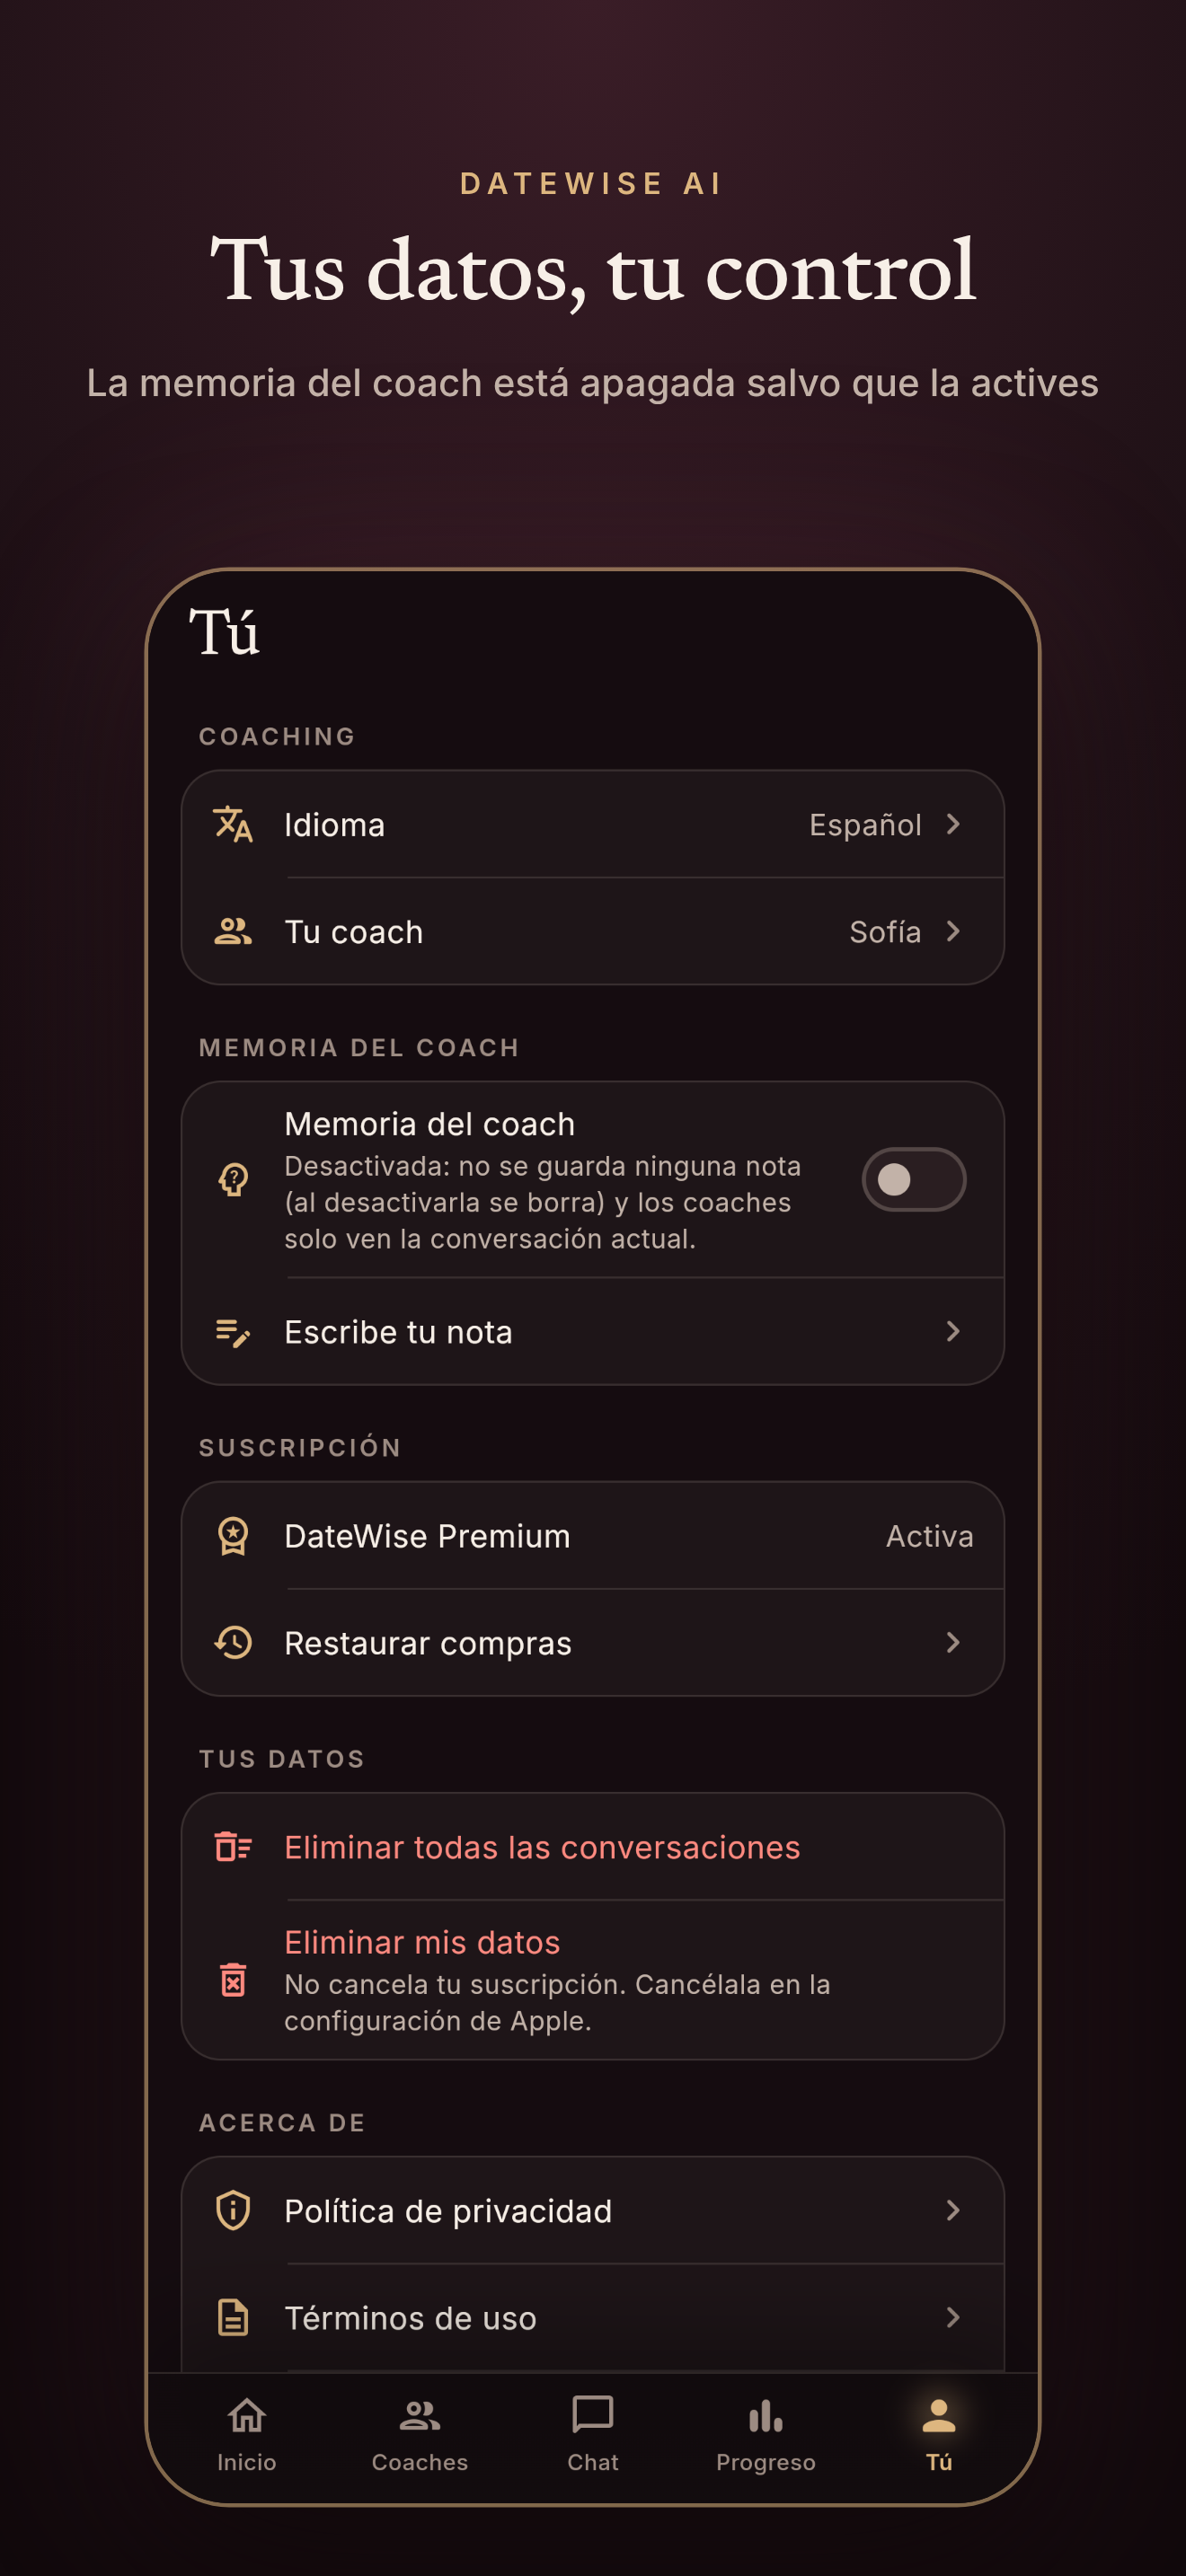 DATEWISE AI
Tus datos, tu control
La memoria del coach está apagada salvo que la actives
Tú
COACHING
Idioma Español
Tu coach Sofía
MEMORIA DEL COACH
Memoria del coach
Desactivada: no se guarda ninguna nota
(al desactivarla se borra) y los coaches
solo ven la conversación actual.
Escribe tu nota
SUSCRIPCIÓN
DateWise Premium Activa
Restaurar compras
TUS DATOS
Eliminar todas las conversaciones
Eliminar mis datos
No cancela tu suscripción. Cancélala en la
configuración de Apple.
ACERCA DE
Política de privacidad
Términos de uso
Inicio Coaches Chat Progreso Tú